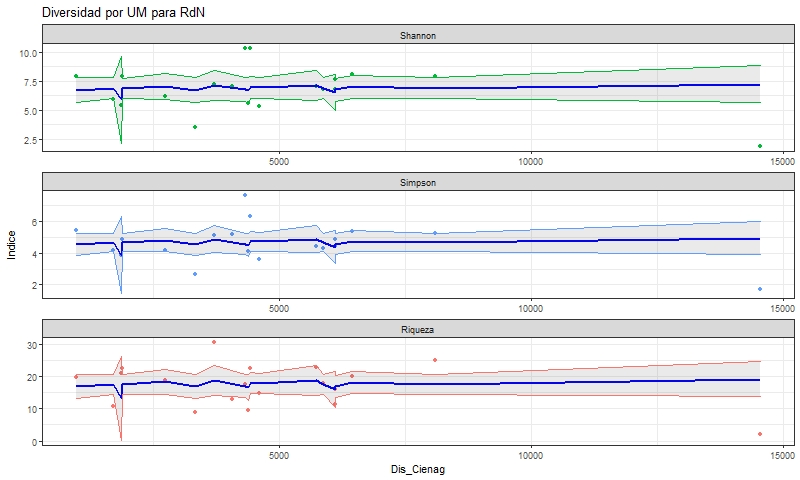 Diversidad por UM para RdN
Shannon
10.0
7.5
5.0
2.5
5000 10000 15000
Simpson
6
4
2
5000 10000 15000
Indice
Riqueza
30
20
10
0
5000 10000 15000
Dis_Cienag